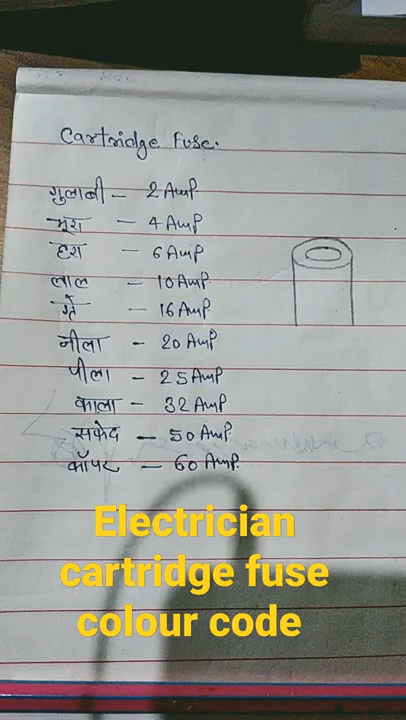 Cartridge fuse.
गुलाबी - 2 Amp
भूरा - 4 Amp
हरा - 6 Amp
लाल - 10 Amp
ग्रे - 16 Amp
नीला - 20 Amp
पीला - 25 Amp
काला - 32 Amp
सफेद - 50 Amp
कॉपर - 60 Amp.
Electrician
cartridge fuse
colour code